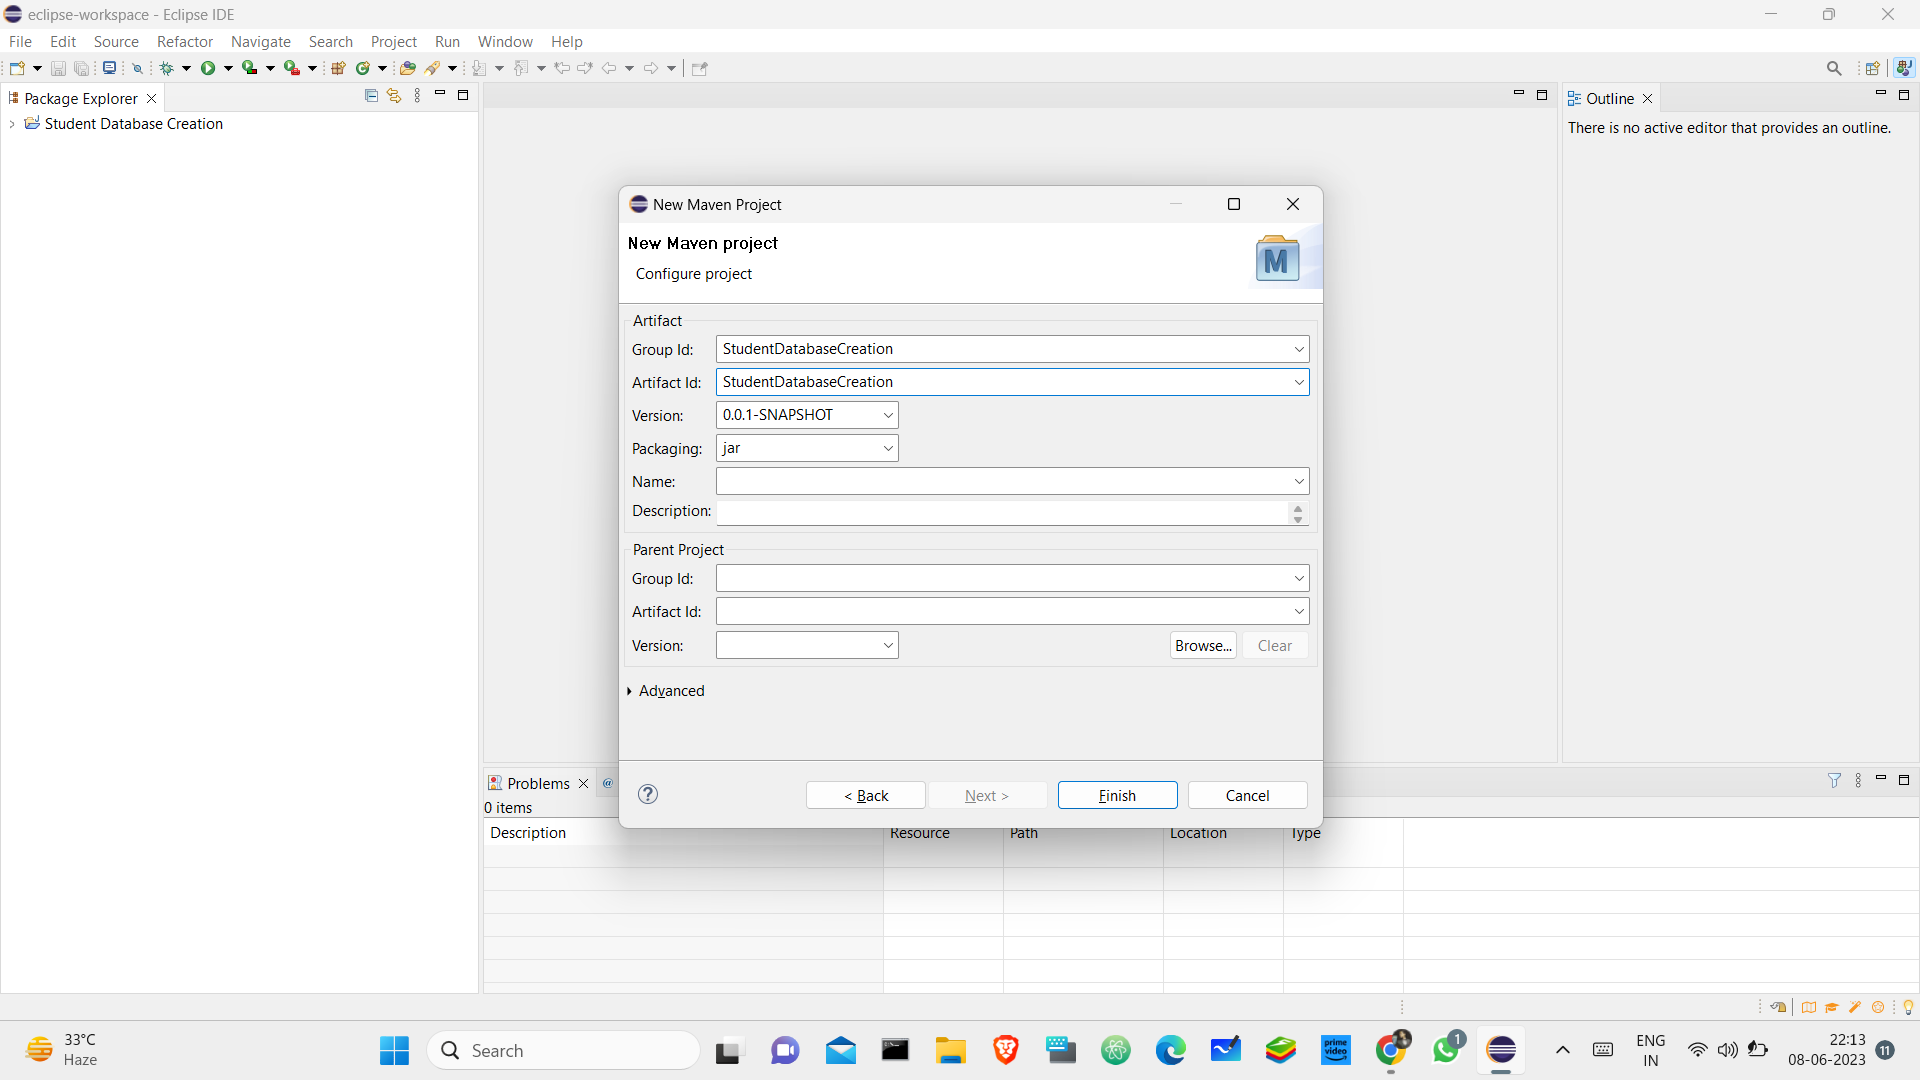 eclipse-workspace - Eclipse IDE
File Edit Source Refactor Navigate Search Project Run Window Help
Package Explorer
Student Database Creation
Outline
There is no active editor that provides an outline.
New Maven Project
New Maven project
Configure project
M
Artifact
Group Id: StudentDatabaseCreation
Artifact Id: StudentDatabaseCreation
Version: 0.0.1-SNAPSHOT
Packaging: jar
Name:
Description:
Parent Project
Group Id:
Artifact Id:
Version:
Browse... Clear
Advanced
< Back Next > Finish Cancel
Problems @
0 items
Description Resource Path Location Type
33°C
Haze
Search
prime video
1
ENG
IN
22:13
08-06-2023
11